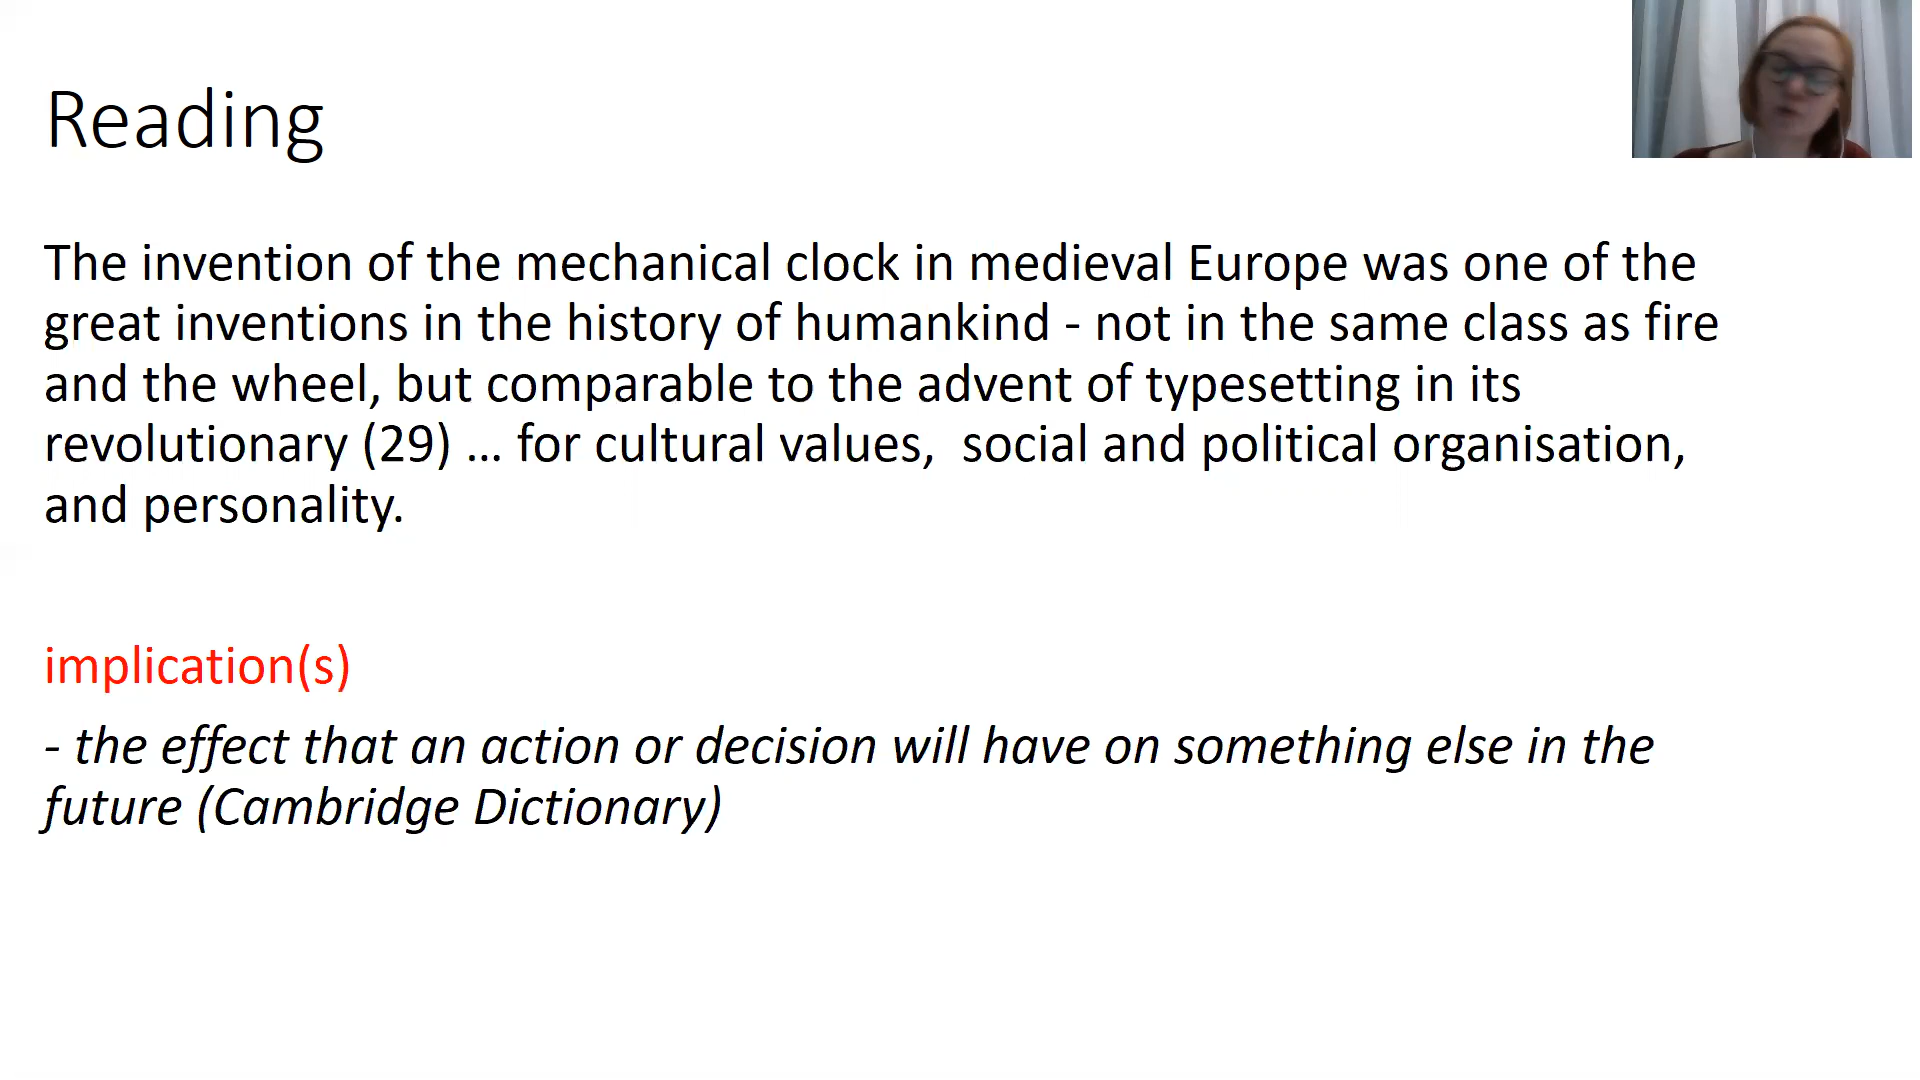 Reading
The invention of the mechanical clock in medieval Europe was one of the
great inventions in the history of humankind - not in the same class as fire
and the wheel, but comparable to the advent of typesetting in its
revolutionary (29) ... for cultural values,  social and political organisation,
and personality.
implication(s)
- the effect that an action or decision will have on something else in the
future (Cambridge Dictionary)